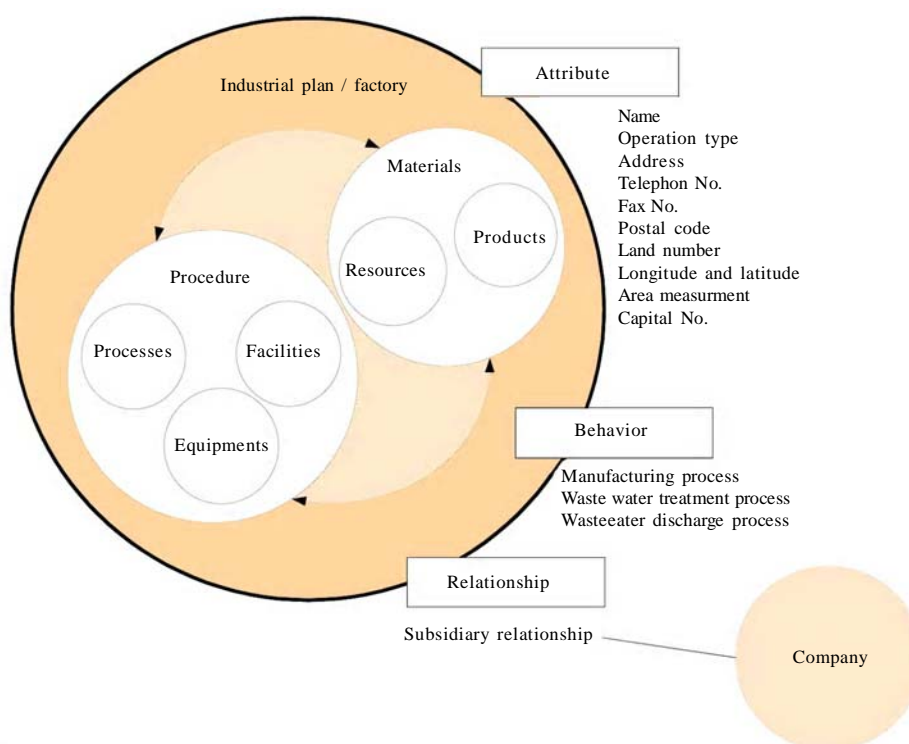 Industrial plan / factory
Attribute
Name
Operation type
Address
Telephon No.
Fax No.
Postal code
Land number
Longitude and latitude
Area measurment
Capital No.
Materials
Products
Resources
Procedure
Processes
Facilities
Equipments
Behavior
Manufacturing process
Waste water treatment process
Wasteeater discharge process
Relationship
Subsidiary relationship
Company